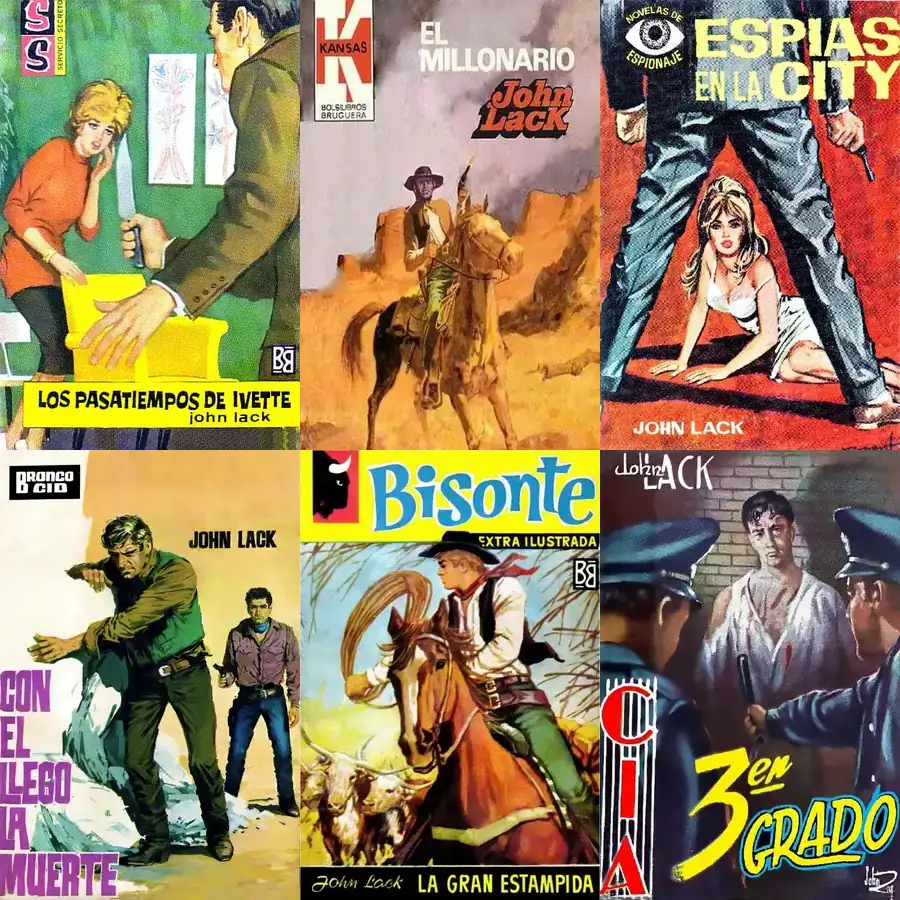 SS
SERVICIO SECRETO
BB
LOS PASATIEMPOS DE IVETTE
john lack
K
KANSAS
BOLSILIBROS
BRUGUERA
EL
MILLONARIO
John
Lack
NOVELAS DE
ESPIONAJE
ESPIAS
EN LA CITY
JOHN LACK
BRONCO
CID
JOHN LACK
CON
EL
LLEGO
LA
MUERTE
Bisonte
EXTRA ILUSTRADA
BB
John Lack LA GRAN ESTAMPIDA
John LACK
CIA
3er
GRADO